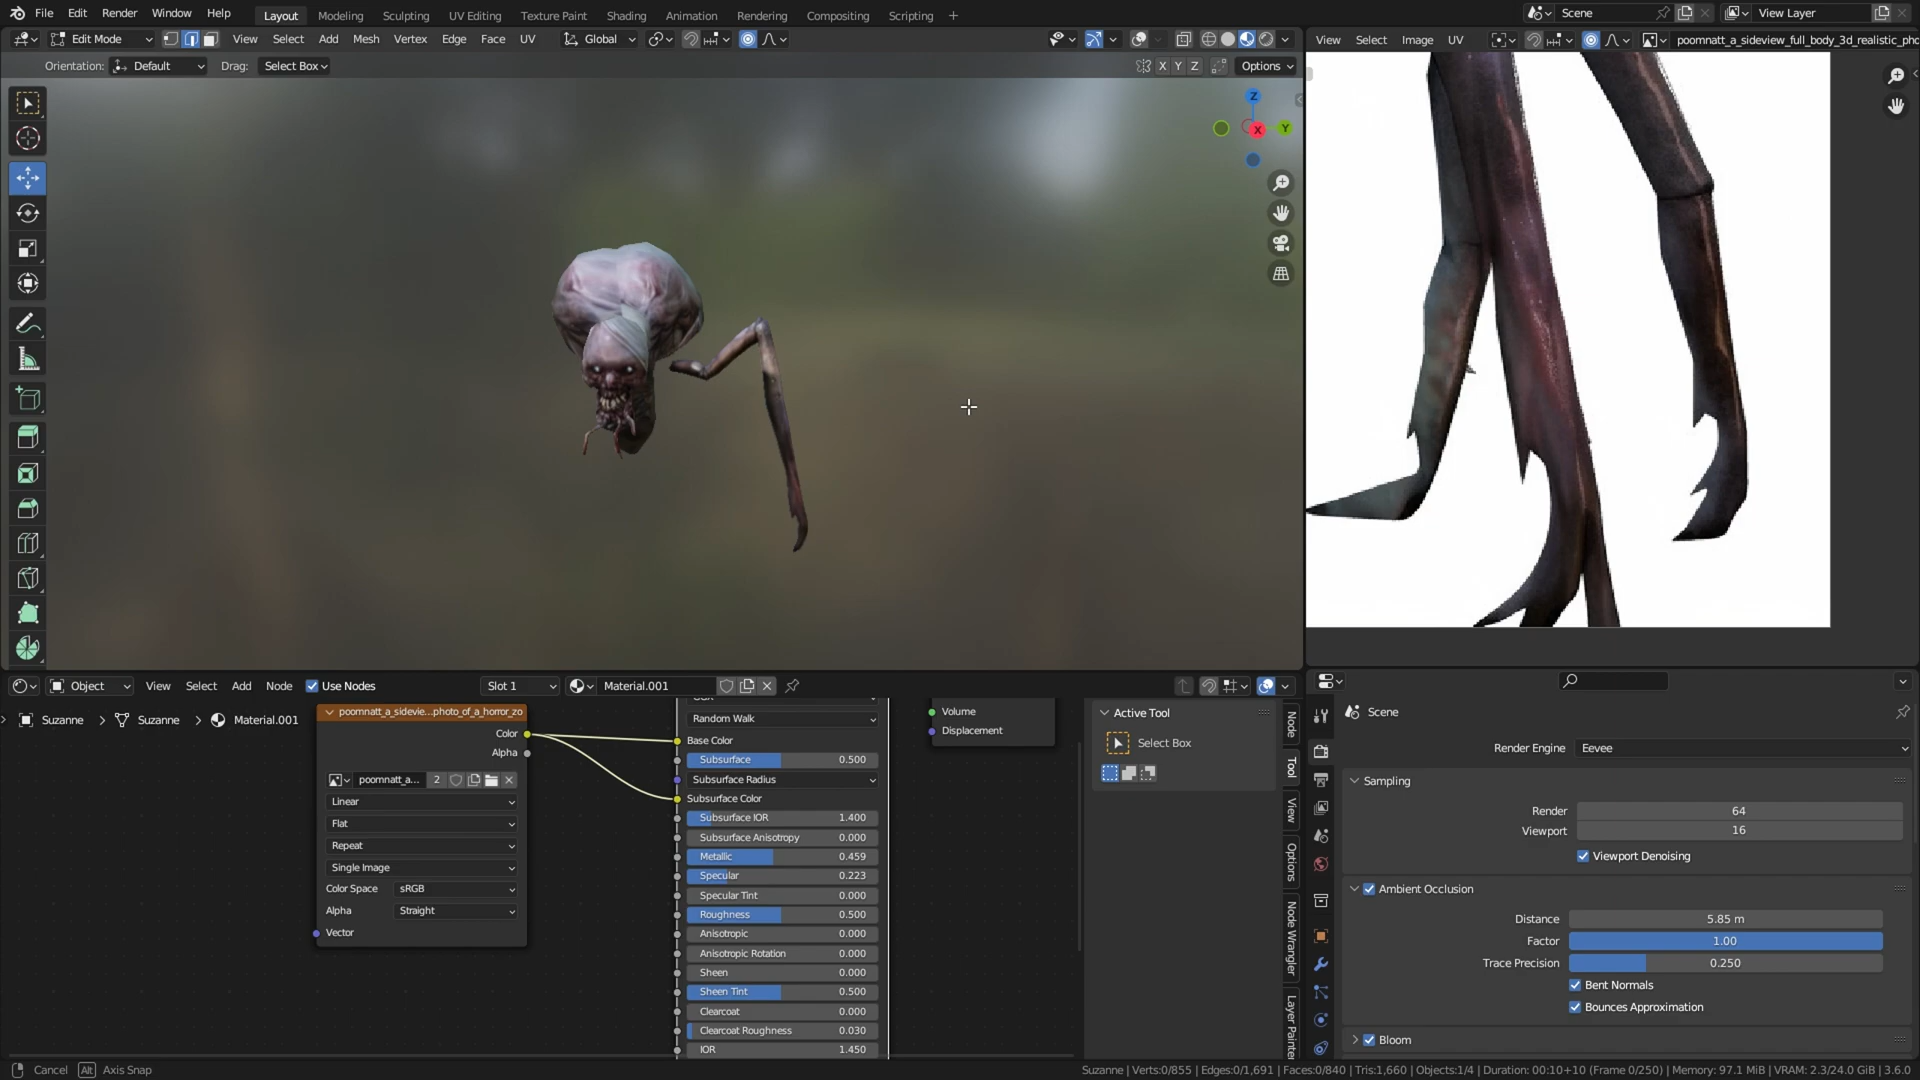 File Edit Render Window Help Layout Modeling Sculpting UV Editing Texture Paint Shading Animation Rendering Compositing Scripting + Scene View Layer
Edit Mode View Select Add Mesh Vertex Edge Face UV Global View Select Image UV poomnatt_a_sideview_full_body_3d_realistic_pho
Orientation: Default Drag: Select Box X Y Z Options
Z
X Y
Object View Select Add Node Use Nodes Slot 1 Material.001
Suzanne > Suzanne > Material.001
poomnatt_a_sidevie...photo_of_a_horror_zo
Color
Alpha
poomnatt_a... 2
Linear
Flat
Repeat
Single Image
Color Space sRGB
Alpha Straight
Vector
Random Walk
Base Color
Subsurface 0.500
Subsurface Radius
Subsurface Color
Subsurface IOR 1.400
Subsurface Anisotropy 0.000
Metallic 0.459
Specular 0.223
Specular Tint 0.000
Roughness 0.500
Anisotropic 0.000
Anisotropic Rotation 0.000
Sheen 0.000
Sheen Tint 0.500
Clearcoat 0.000
Clearcoat Roughness 0.030
IOR 1.450
Volume
Displacement
Active Tool
Select Box
Node
Tool
View
Options
Node Wrangler
Layer Painter
Scene
Render Engine Eevee
Sampling
Render 64
Viewport 16
Viewport Denoising
Ambient Occlusion
Distance 5.85 m
Factor 1.00
Trace Precision 0.250
Bent Normals
Bounces Approximation
Bloom
Cancel Alt Axis Snap Suzanne | Verts:0/855 | Edges:0/1,691 | Faces:0/840 | Tris:1,660 | Objects:1/4 | Duration: 00:10+10 (Frame 0/250) | Memory: 97.1 MiB | VRAM: 2.3/24.0 GiB | 3.6.0